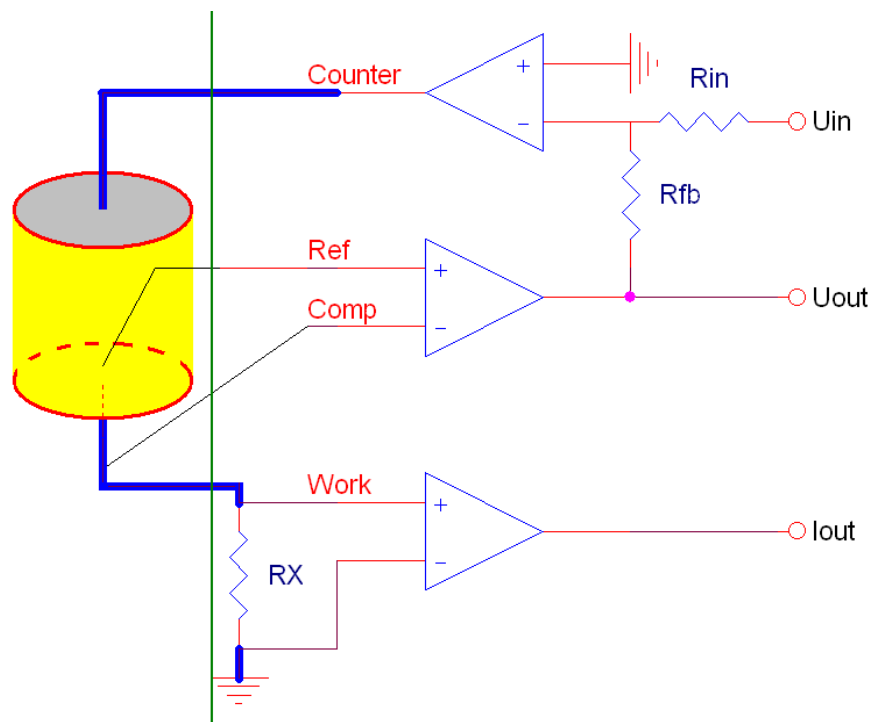 Counter
+
−
Rin
Uin
Rfb
Ref
+
Comp
−
Uout
Work
+
−
Iout
RX